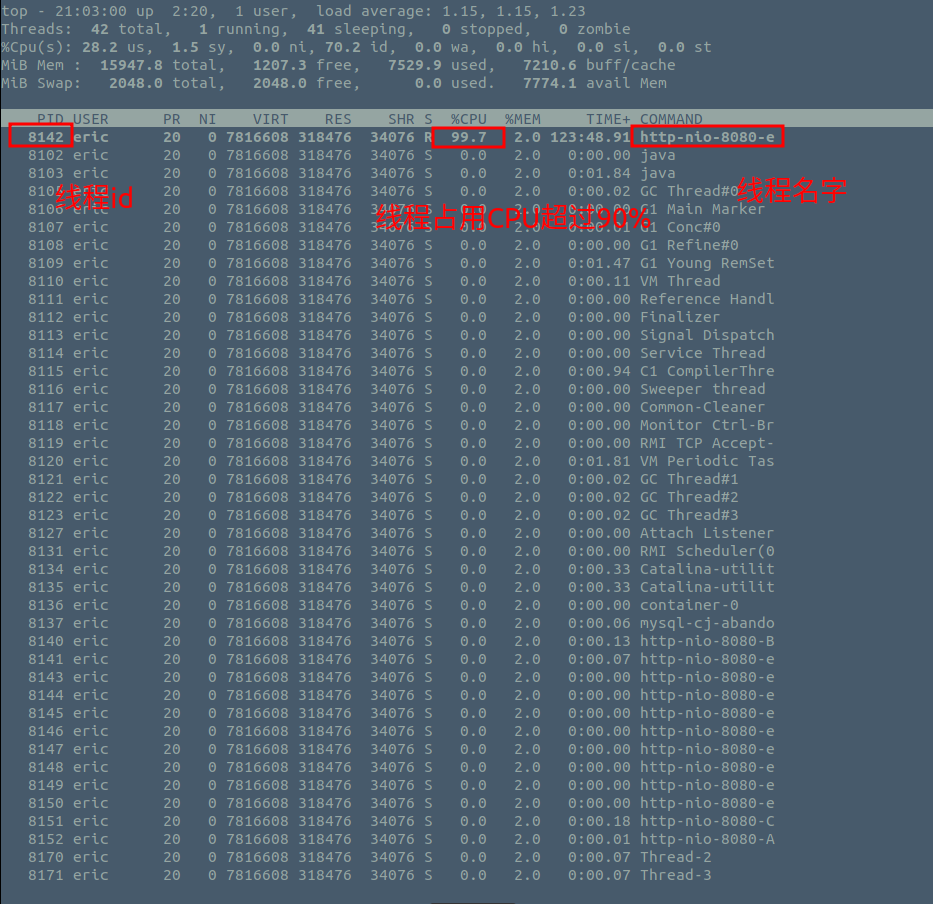 top - 21:03:00 up  2:20,  1 user,  load average: 1.15, 1.15, 1.23
Threads:  42 total,   1 running,  41 sleeping,   0 stopped,   0 zombie
%Cpu(s): 28.2 us,  1.5 sy,  0.0 ni, 70.2 id,  0.0 wa,  0.0 hi,  0.0 si,  0.0 st
MiB Mem :  15947.8 total,   1207.3 free,   7529.9 used,   7210.6 buff/cache
MiB Swap:   2048.0 total,   2048.0 free,      0.0 used.   7774.1 avail Mem
PID USER      PR  NI    VIRT    RES    SHR S  %CPU  %MEM     TIME+ COMMAND
8142 eric      20   0 7816608 318476  34076 R  99.7   2.0 123:48.91 http-nio-8080-e
8102 eric      20   0 7816608 318476  34076 S   0.0   2.0   0:00.00 java
8103 eric      20   0 7816608 318476  34076 S   0.0   2.0   0:01.84 java
eric      20   0 7816608 318476  34076 S   0.0   2.0   0:00.02 GC Thread#0
线程id
线程名字
8106 eric      20   0 7816608 318476  34076 S   0.0   2.0 G1 Main Marker
线程占用CPU超过90%
8107 eric      20   0 7816608 318476  34076 S   0.0   2.0   0:00.01 G1 Conc#0
8108 eric      20   0 7816608 318476  34076 S   0.0   2.0   0:00.00 G1 Refine#0
8109 eric      20   0 7816608 318476  34076 S   0.0   2.0   0:01.47 G1 Young RemSet
8110 eric      20   0 7816608 318476  34076 S   0.0   2.0   0:00.11 VM Thread
8111 eric      20   0 7816608 318476  34076 S   0.0   2.0   0:00.00 Reference Handl
8112 eric      20   0 7816608 318476  34076 S   0.0   2.0   0:00.00 Finalizer
8113 eric      20   0 7816608 318476  34076 S   0.0   2.0   0:00.00 Signal Dispatch
8114 eric      20   0 7816608 318476  34076 S   0.0   2.0   0:00.00 Service Thread
8115 eric      20   0 7816608 318476  34076 S   0.0   2.0   0:00.94 C1 CompilerThre
8116 eric      20   0 7816608 318476  34076 S   0.0   2.0   0:00.00 Sweeper thread
8117 eric      20   0 7816608 318476  34076 S   0.0   2.0   0:00.00 Common-Cleaner
8118 eric      20   0 7816608 318476  34076 S   0.0   2.0   0:00.00 Monitor Ctrl-Br
8119 eric      20   0 7816608 318476  34076 S   0.0   2.0   0:00.00 RMI TCP Accept-
8120 eric      20   0 7816608 318476  34076 S   0.0   2.0   0:01.81 VM Periodic Tas
8121 eric      20   0 7816608 318476  34076 S   0.0   2.0   0:00.02 GC Thread#1
8122 eric      20   0 7816608 318476  34076 S   0.0   2.0   0:00.02 GC Thread#2
8123 eric      20   0 7816608 318476  34076 S   0.0   2.0   0:00.02 GC Thread#3
8127 eric      20   0 7816608 318476  34076 S   0.0   2.0   0:00.00 Attach Listener
8131 eric      20   0 7816608 318476  34076 S   0.0   2.0   0:00.00 RMI Scheduler(0
8134 eric      20   0 7816608 318476  34076 S   0.0   2.0   0:00.33 Catalina-utilit
8135 eric      20   0 7816608 318476  34076 S   0.0   2.0   0:00.33 Catalina-utilit
8136 eric      20   0 7816608 318476  34076 S   0.0   2.0   0:00.00 container-0
8137 eric      20   0 7816608 318476  34076 S   0.0   2.0   0:00.06 mysql-cj-abando
8140 eric      20   0 7816608 318476  34076 S   0.0   2.0   0:00.13 http-nio-8080-B
8141 eric      20   0 7816608 318476  34076 S   0.0   2.0   0:00.07 http-nio-8080-e
8143 eric      20   0 7816608 318476  34076 S   0.0   2.0   0:00.00 http-nio-8080-e
8144 eric      20   0 7816608 318476  34076 S   0.0   2.0   0:00.00 http-nio-8080-e
8145 eric      20   0 7816608 318476  34076 S   0.0   2.0   0:00.00 http-nio-8080-e
8146 eric      20   0 7816608 318476  34076 S   0.0   2.0   0:00.00 http-nio-8080-e
8147 eric      20   0 7816608 318476  34076 S   0.0   2.0   0:00.00 http-nio-8080-e
8148 eric      20   0 7816608 318476  34076 S   0.0   2.0   0:00.00 http-nio-8080-e
8149 eric      20   0 7816608 318476  34076 S   0.0   2.0   0:00.00 http-nio-8080-e
8150 eric      20   0 7816608 318476  34076 S   0.0   2.0   0:00.00 http-nio-8080-e
8151 eric      20   0 7816608 318476  34076 S   0.0   2.0   0:00.18 http-nio-8080-C
8152 eric      20   0 7816608 318476  34076 S   0.0   2.0   0:00.01 http-nio-8080-A
8170 eric      20   0 7816608 318476  34076 S   0.0   2.0   0:00.07 Thread-2
8171 eric      20   0 7816608 318476  34076 S   0.0   2.0   0:00.07 Thread-3